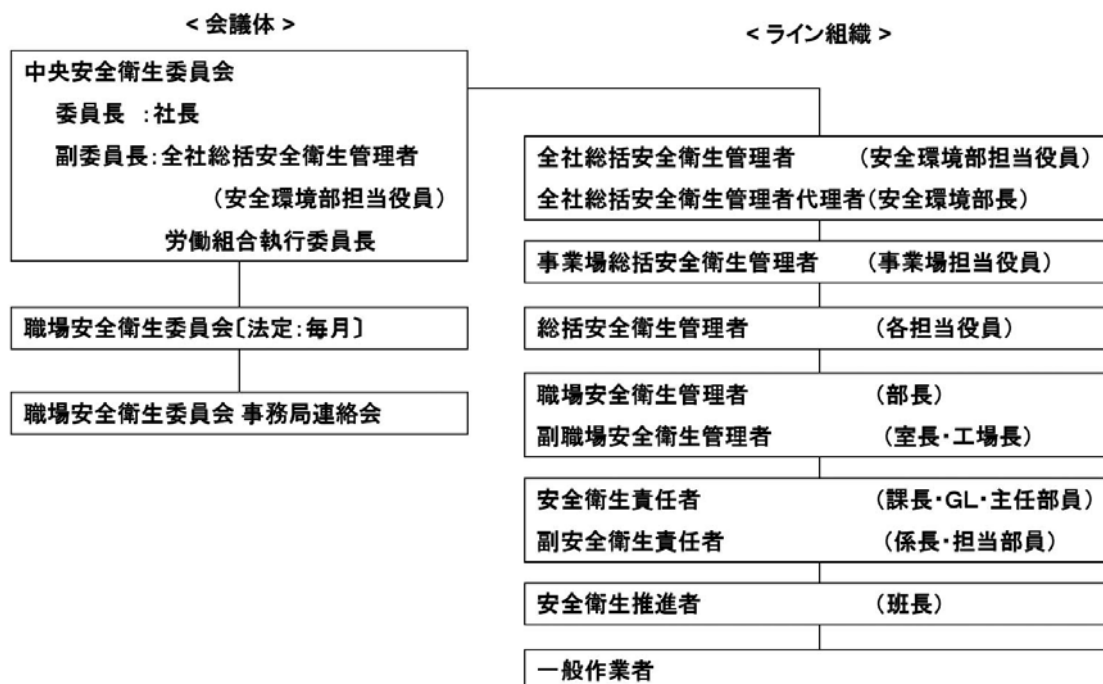 < 会議体 >
中央安全衛生委員会
委員長 :社長
副委員長:全社総括安全衛生管理者
(安全環境部担当役員)
労働組合執行委員長
職場安全衛生委員会〔法定:毎月〕
職場安全衛生委員会 事務局連絡会
< ライン組織 >
全社総括安全衛生管理者 (安全環境部担当役員)
全社総括安全衛生管理者代理者(安全環境部長)
事業場総括安全衛生管理者 (事業場担当役員)
総括安全衛生管理者 (各担当役員)
職場安全衛生管理者 (部長)
副職場安全衛生管理者 (室長・工場長)
安全衛生責任者 (課長・GL・主任部員)
副安全衛生責任者 (係長・担当部員)
安全衛生推進者 (班長)
一般作業者